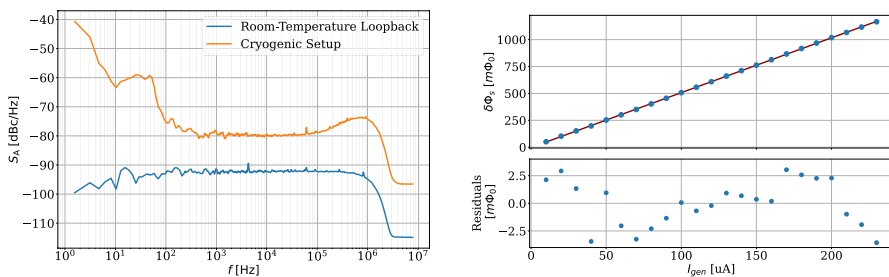 −40
−50
−60
−70
−80
−90
−100
−110
S_A [dBc/Hz]
Room-Temperature Loopback
Cryogenic Setup
10^0 10^1 10^2 10^3 10^4 10^5 10^6 10^7
f [Hz]
1000
750
500
250
0
δΦ_s [mΦ_0]
2.5
0.0
−2.5
Residuals
[mΦ_0]
0 50 100 150 200
I_gen [uA]